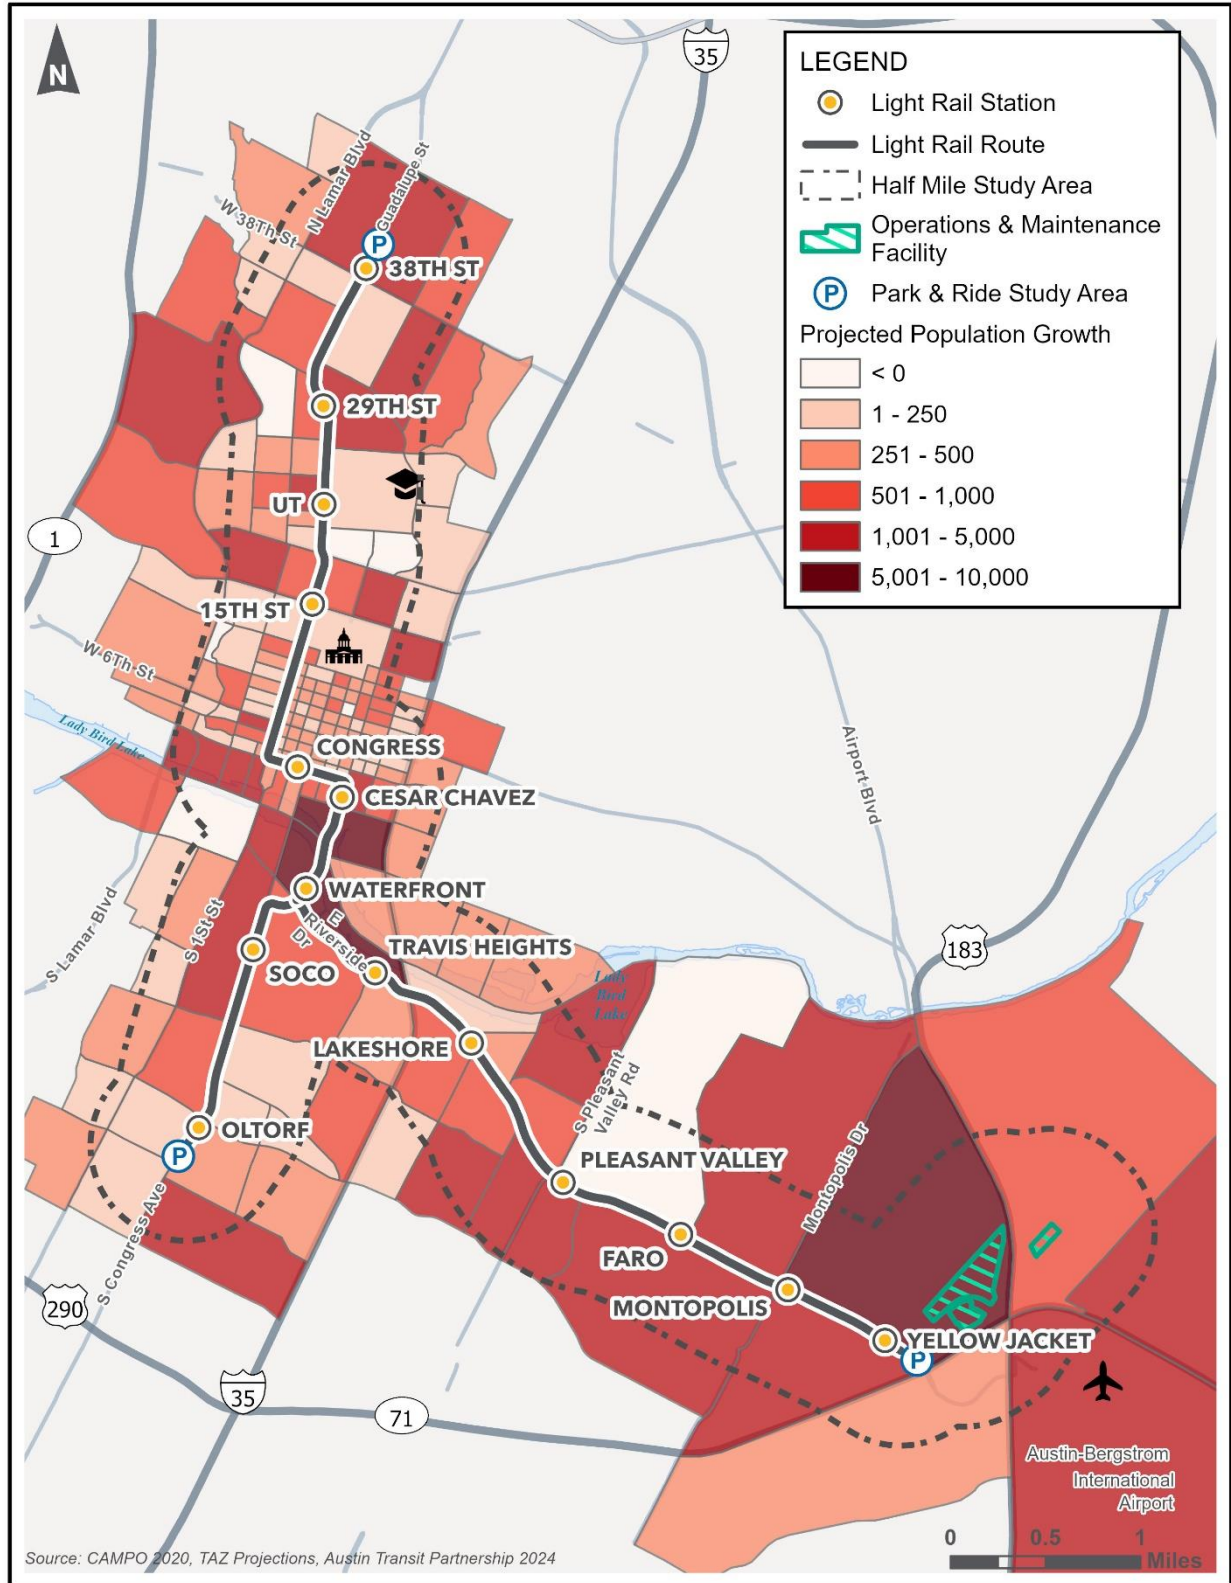 N
35
LEGEND
Light Rail Station
Light Rail Route
Half Mile Study Area
Operations & Maintenance
Facility
P Park & Ride Study Area
Projected Population Growth
< 0
1 - 250
251 - 500
501 - 1,000
1,001 - 5,000
5,001 - 10,000
N Lamar Blvd
Guadalupe St
W 38Th St
P
38TH ST
29TH ST
UT
1
15TH ST
W 6Th St
Lady Bird Lake
CONGRESS
CESAR CHAVEZ
Airport Blvd
WATERFRONT
E
Riverside
Dr
S Lamar Blvd
S 1St St
TRAVIS HEIGHTS
SOCO
183
Lady
Bird
Lake
LAKESHORE
S Pleasant
Valley Rd
OLTORF
P
PLEASANT VALLEY
Montopolis Dr
S Congress Ave
FARO
MONTOPOLIS
290
YELLOW JACKET
P
35
71
Austin-Bergstrom
International
Airport
0 0.5 1
Miles
Source: CAMPO 2020, TAZ Projections, Austin Transit Partnership 2024